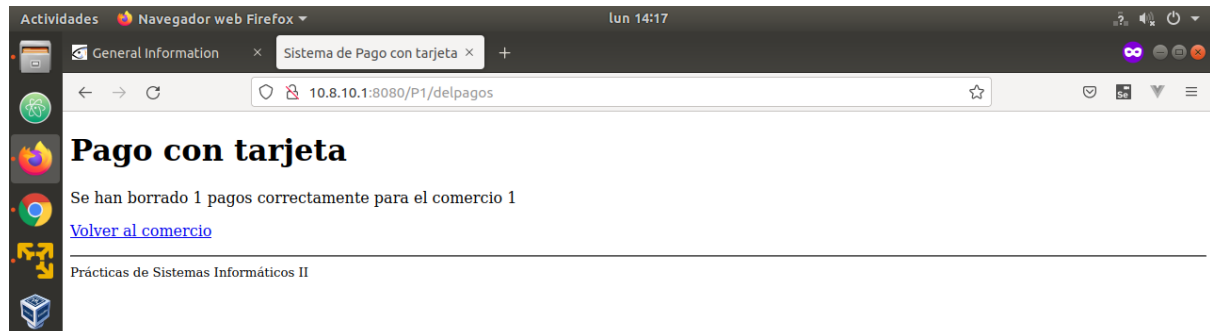 Actividades Navegador web Firefox lun 14:17
General Information × Sistema de Pago con tarjeta × +
10.8.10.1:8080/P1/delpagos
Se
Pago con tarjeta
Se han borrado 1 pagos correctamente para el comercio 1
Volver al comercio
Prácticas de Sistemas Informáticos II